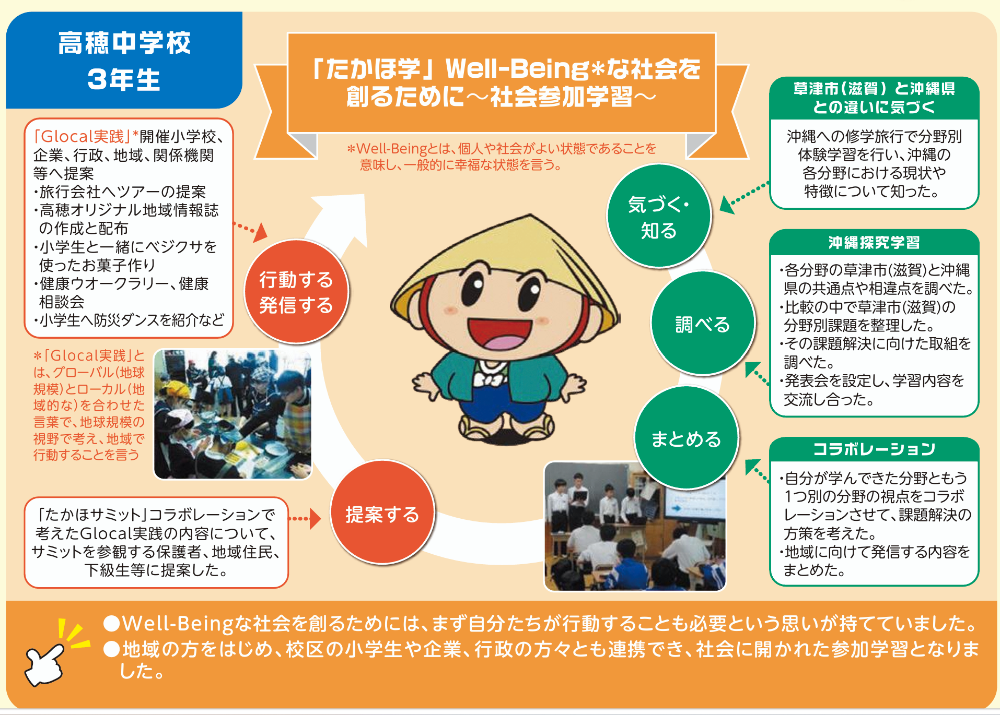 高穂中学校
3年生
「たかほ学」Well-Being*な社会を
創るために～社会参加学習～
*Well-Beingとは、個人や社会がよい状態であることを
意味し、一般的に幸福な状態を言う。
草津市(滋賀)と沖縄県
との違いに気づく
沖縄への修学旅行で分野別
体験学習を行い、沖縄の
各分野における現状や
特徴について知った。
気づく・
知る
沖縄探究学習
・各分野の草津市(滋賀)と沖縄
県の共通点や相違点を調べた。
・比較の中で草津市(滋賀)の
分野別課題を整理した。
・その課題解決に向けた取組を
調べた。
・発表会を設定し、学習内容を
交流し合った。
調べる
コラボレーション
・自分が学んできた分野ともう
1つ別の分野の視点をコラボ
レーションさせて、課題解決の
方策を考えた。
・地域に向けて発信する内容を
まとめた。
まとめる
「たかほサミット」コラボレーションで
考えたGlocal実践の内容について、
サミットを参観する保護者、地域住民、
下級生等に提案した。
提案する
「Glocal実践」*開催小学校、
企業、行政、地域、関係機関
等へ提案
・旅行会社へツアーの提案
・高穂オリジナル地域情報誌
の作成と配布
・小学生と一緒にベジクサを
使ったお菓子作り
・健康ウオークラリー、健康
相談会
・小学生へ防災ダンスを紹介など
行動する
発信する
*「Glocal実践」と
は、グローバル(地球
規模)とローカル(地
域的な)を合わせた
言葉で、地球規模の
視野で考え、地域で
行動することを言う
●Well-Beingな社会を創るためには、まず自分たちが行動することも必要という思いが持てていました。
●地域の方をはじめ、校区の小学生や企業、行政の方々とも連携でき、社会に開かれた参加学習となりま
した。